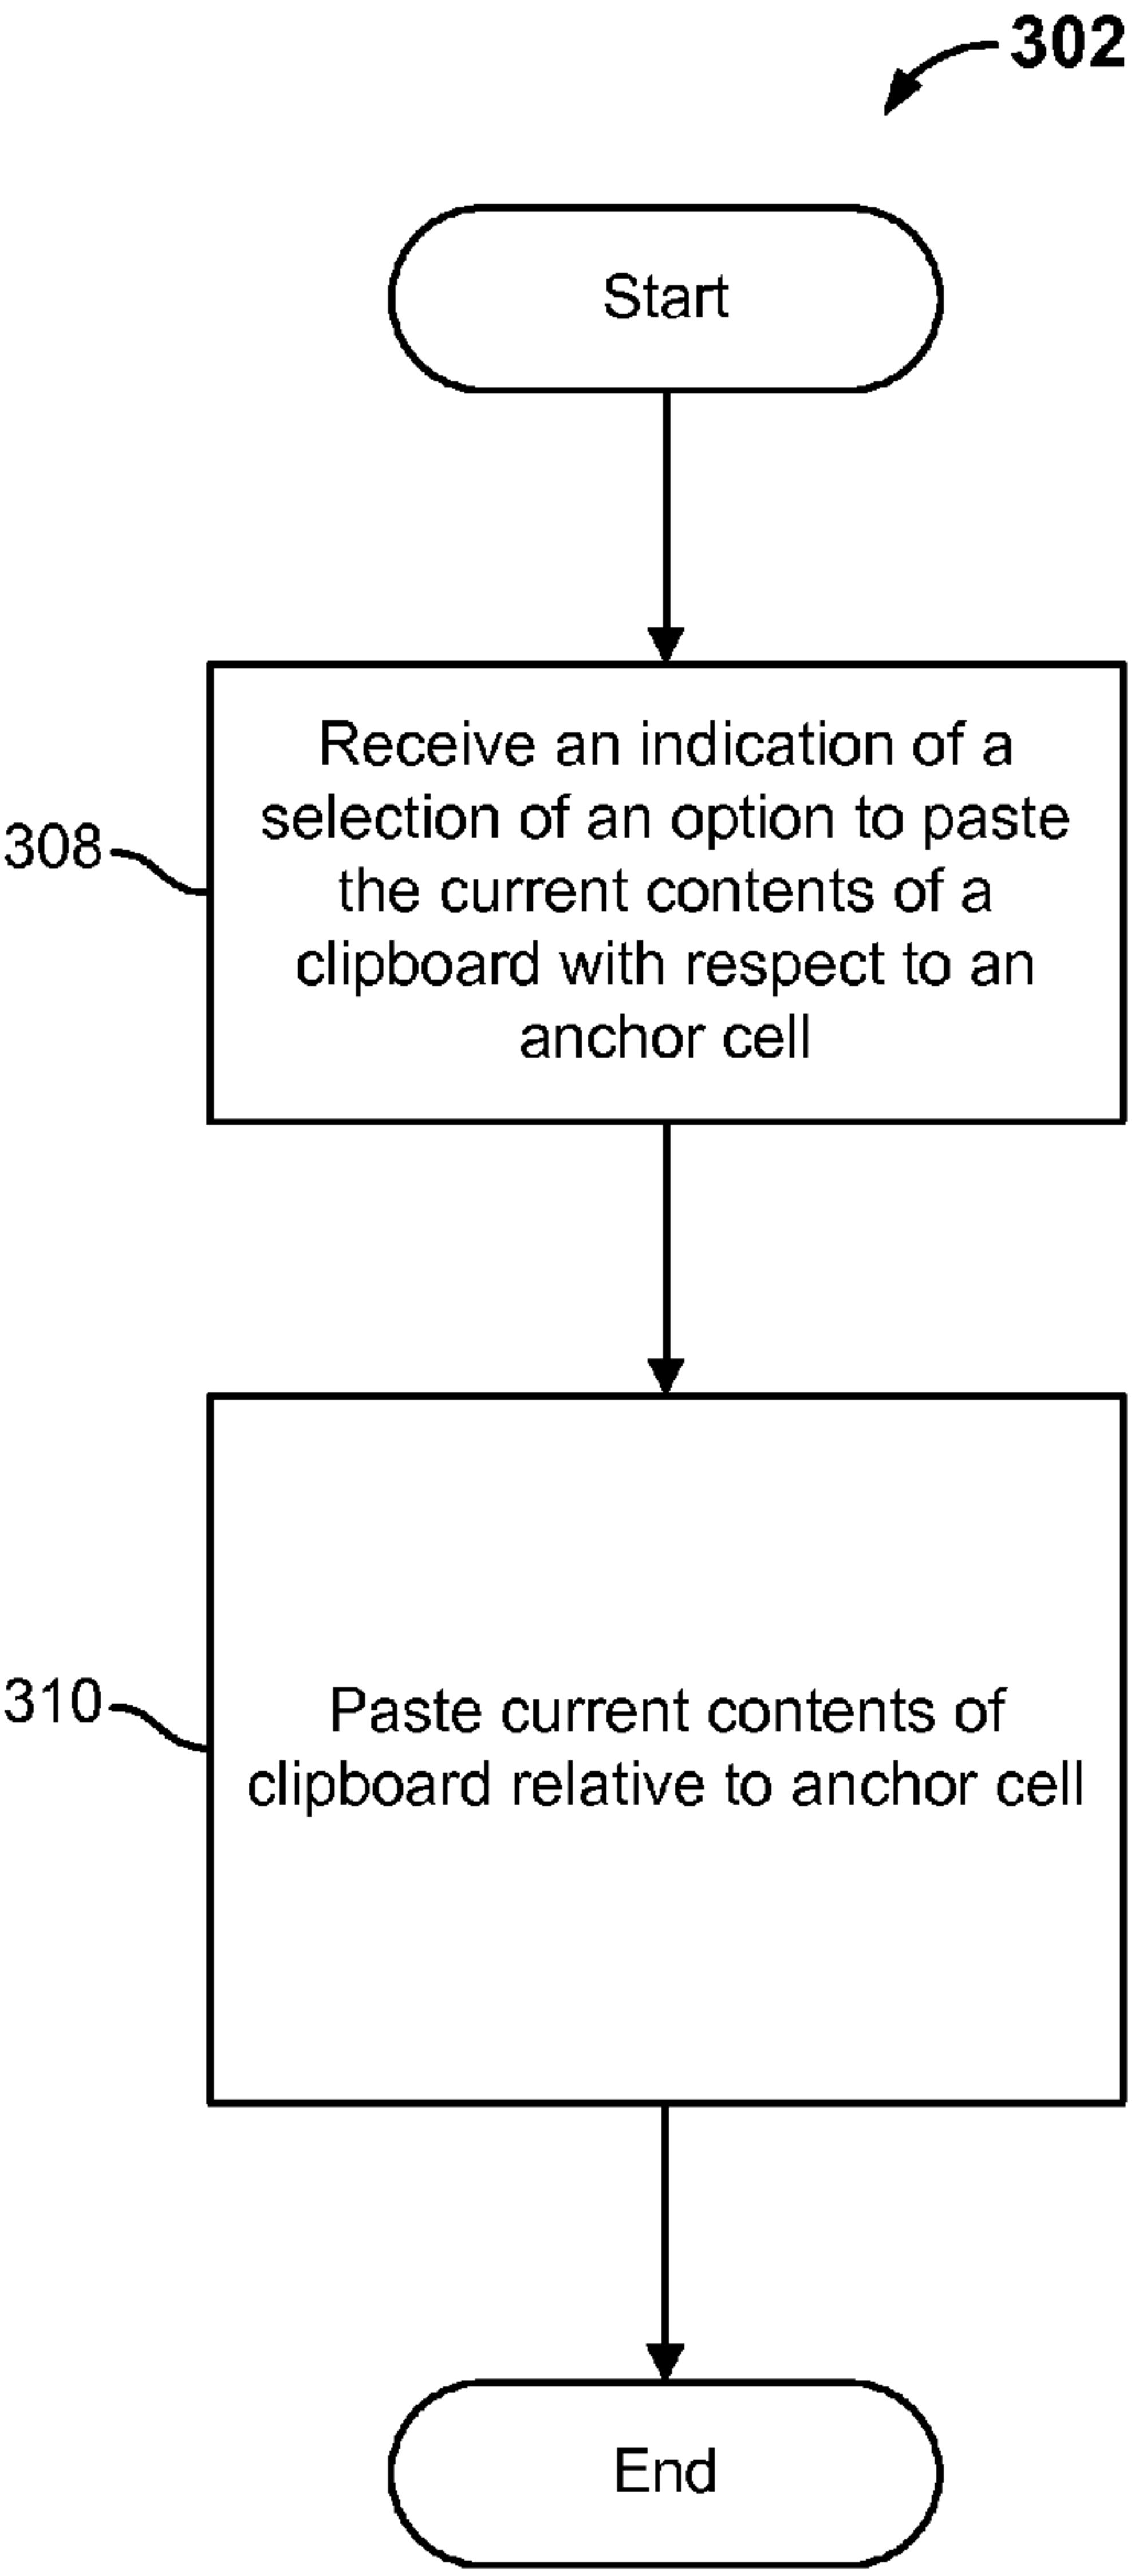 302
Start
Receive an indication of a
selection of an option to paste
the current contents of a
clipboard with respect to an
anchor cell
308
Paste current contents of
clipboard relative to anchor cell
310
End